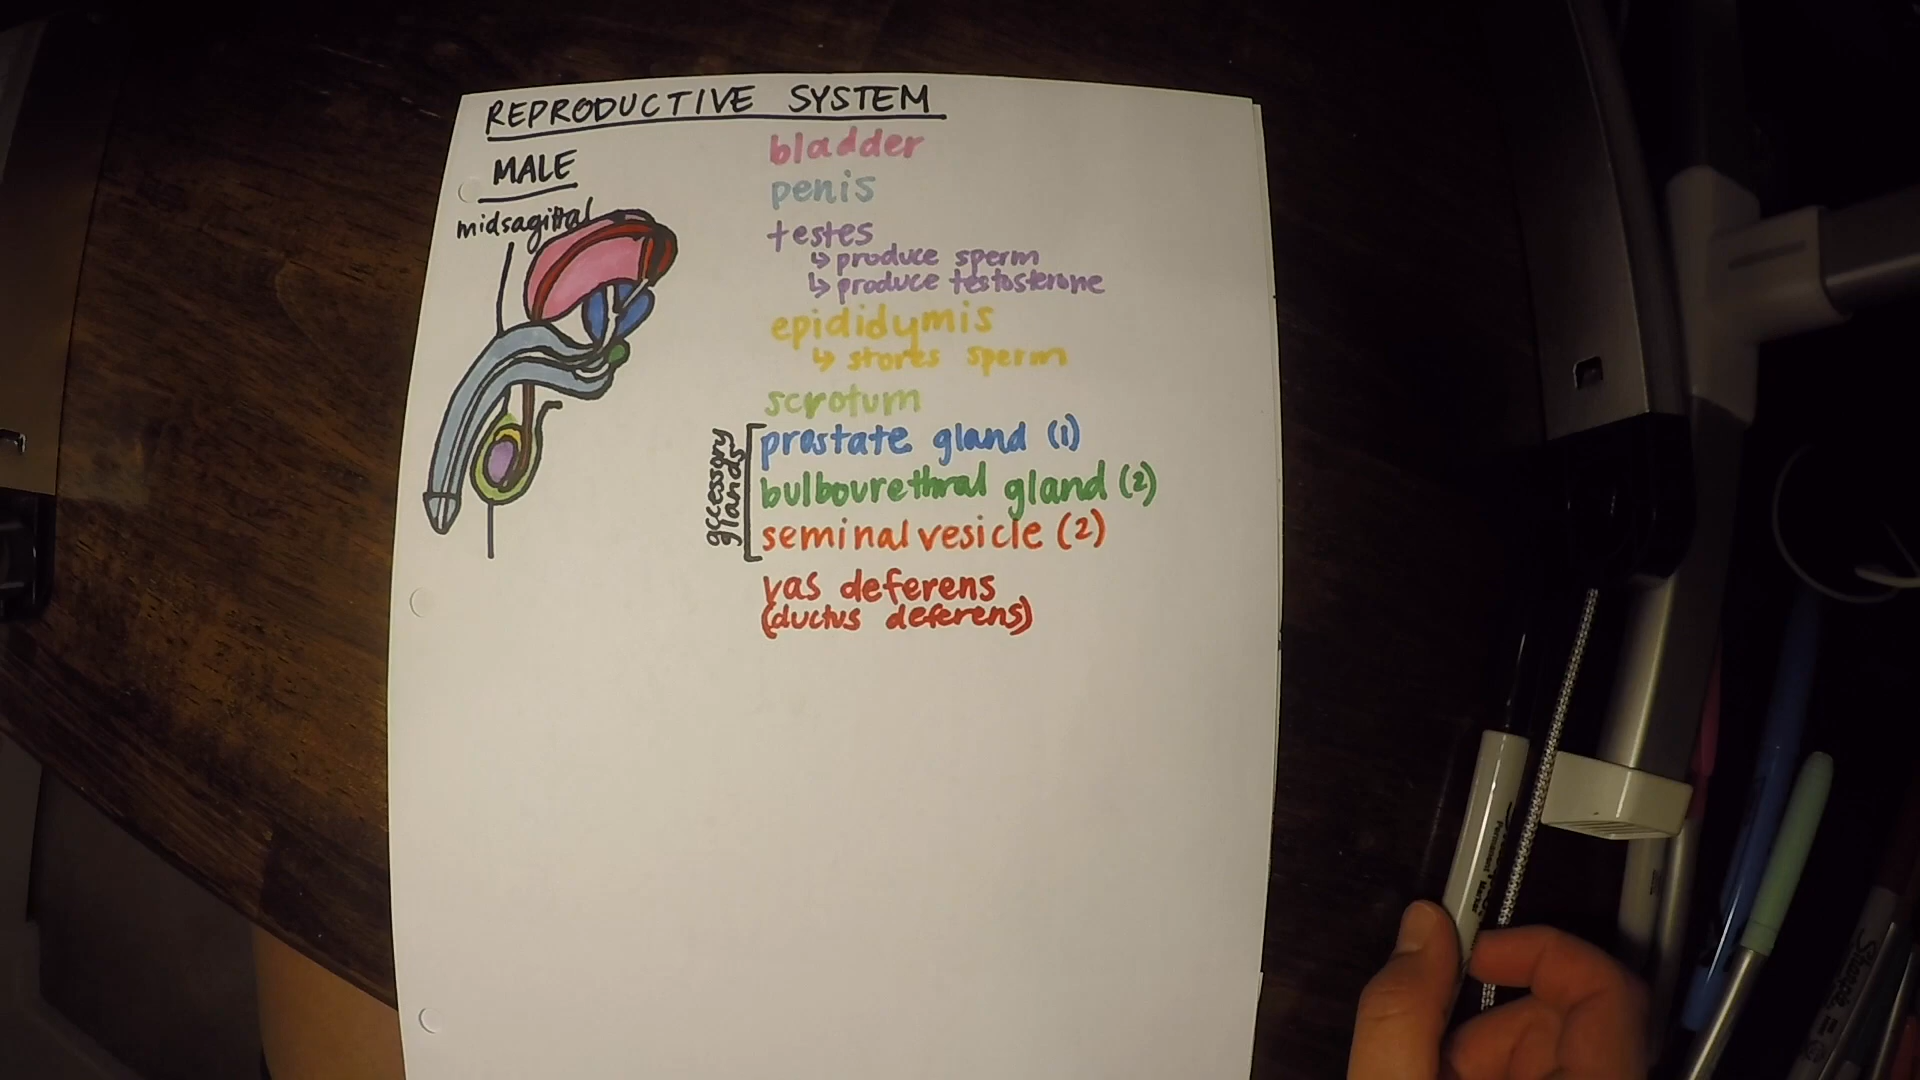 REPRODUCTIVE SYSTEM
MALE
midsagittal
bladder
penis
testes
↳ produce sperm
↳ produce testosterone
epididymis
↳ stores sperm
scrotum
accessory
glands
prostate gland (1)
bulbourethral gland (2)
seminal vesicle (2)
vas deferens
(ductus deferens)
Sharpie